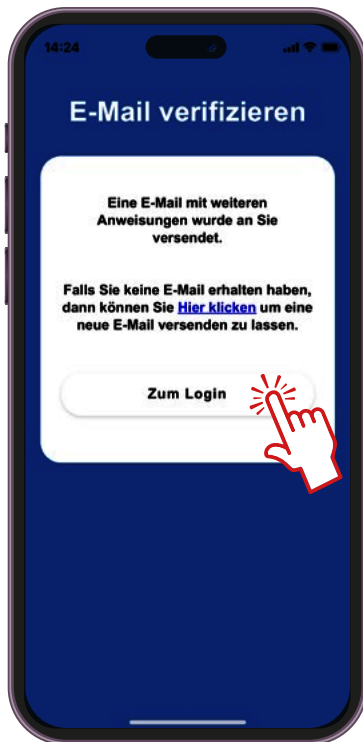 14:24
E-Mail verifizieren
Eine E-Mail mit weiteren
Anweisungen wurde an Sie
versendet.
Falls Sie keine E-Mail erhalten haben,
dann können Sie Hier klicken um eine
neue E-Mail versenden zu lassen.
Zum Login